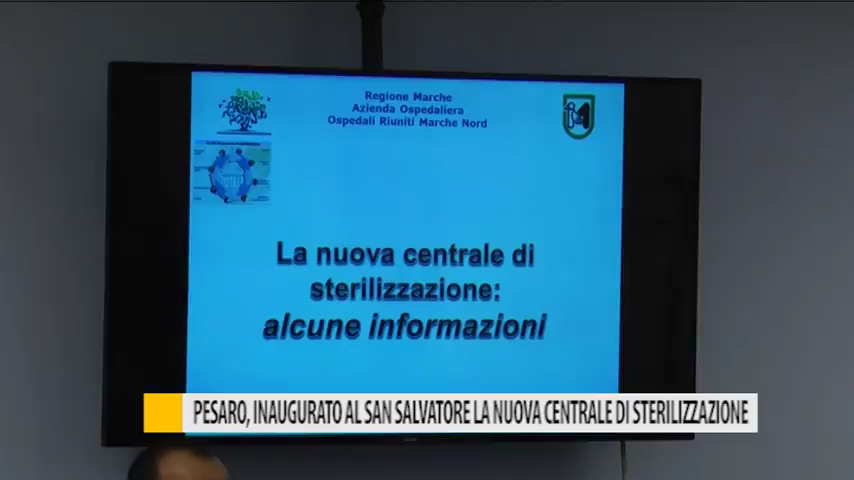 Regione Marche
Azienda Ospedaliera
Ospedali Riuniti Marche Nord
La nuova centrale di
sterilizzazione:
alcune informazioni
PESARO, INAUGURATO AL SAN SALVATORE LA NUOVA CENTRALE DI STERILIZZAZIONE